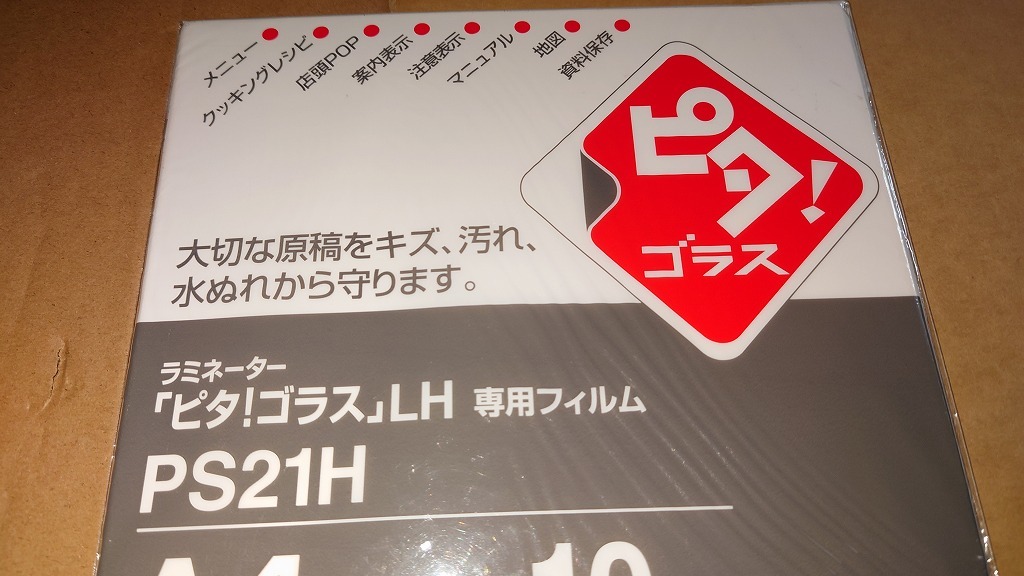 メニュー
クッキングレシピ
店頭POP
案内表示
注意表示
マニュアル
地図
資料保存
ピタ!
ゴラス
大切な原稿をキズ、汚れ、
水ぬれから守ります。
ラミネーター
「ピタ!ゴラス」LH 専用フィルム
PS21H
A4 10